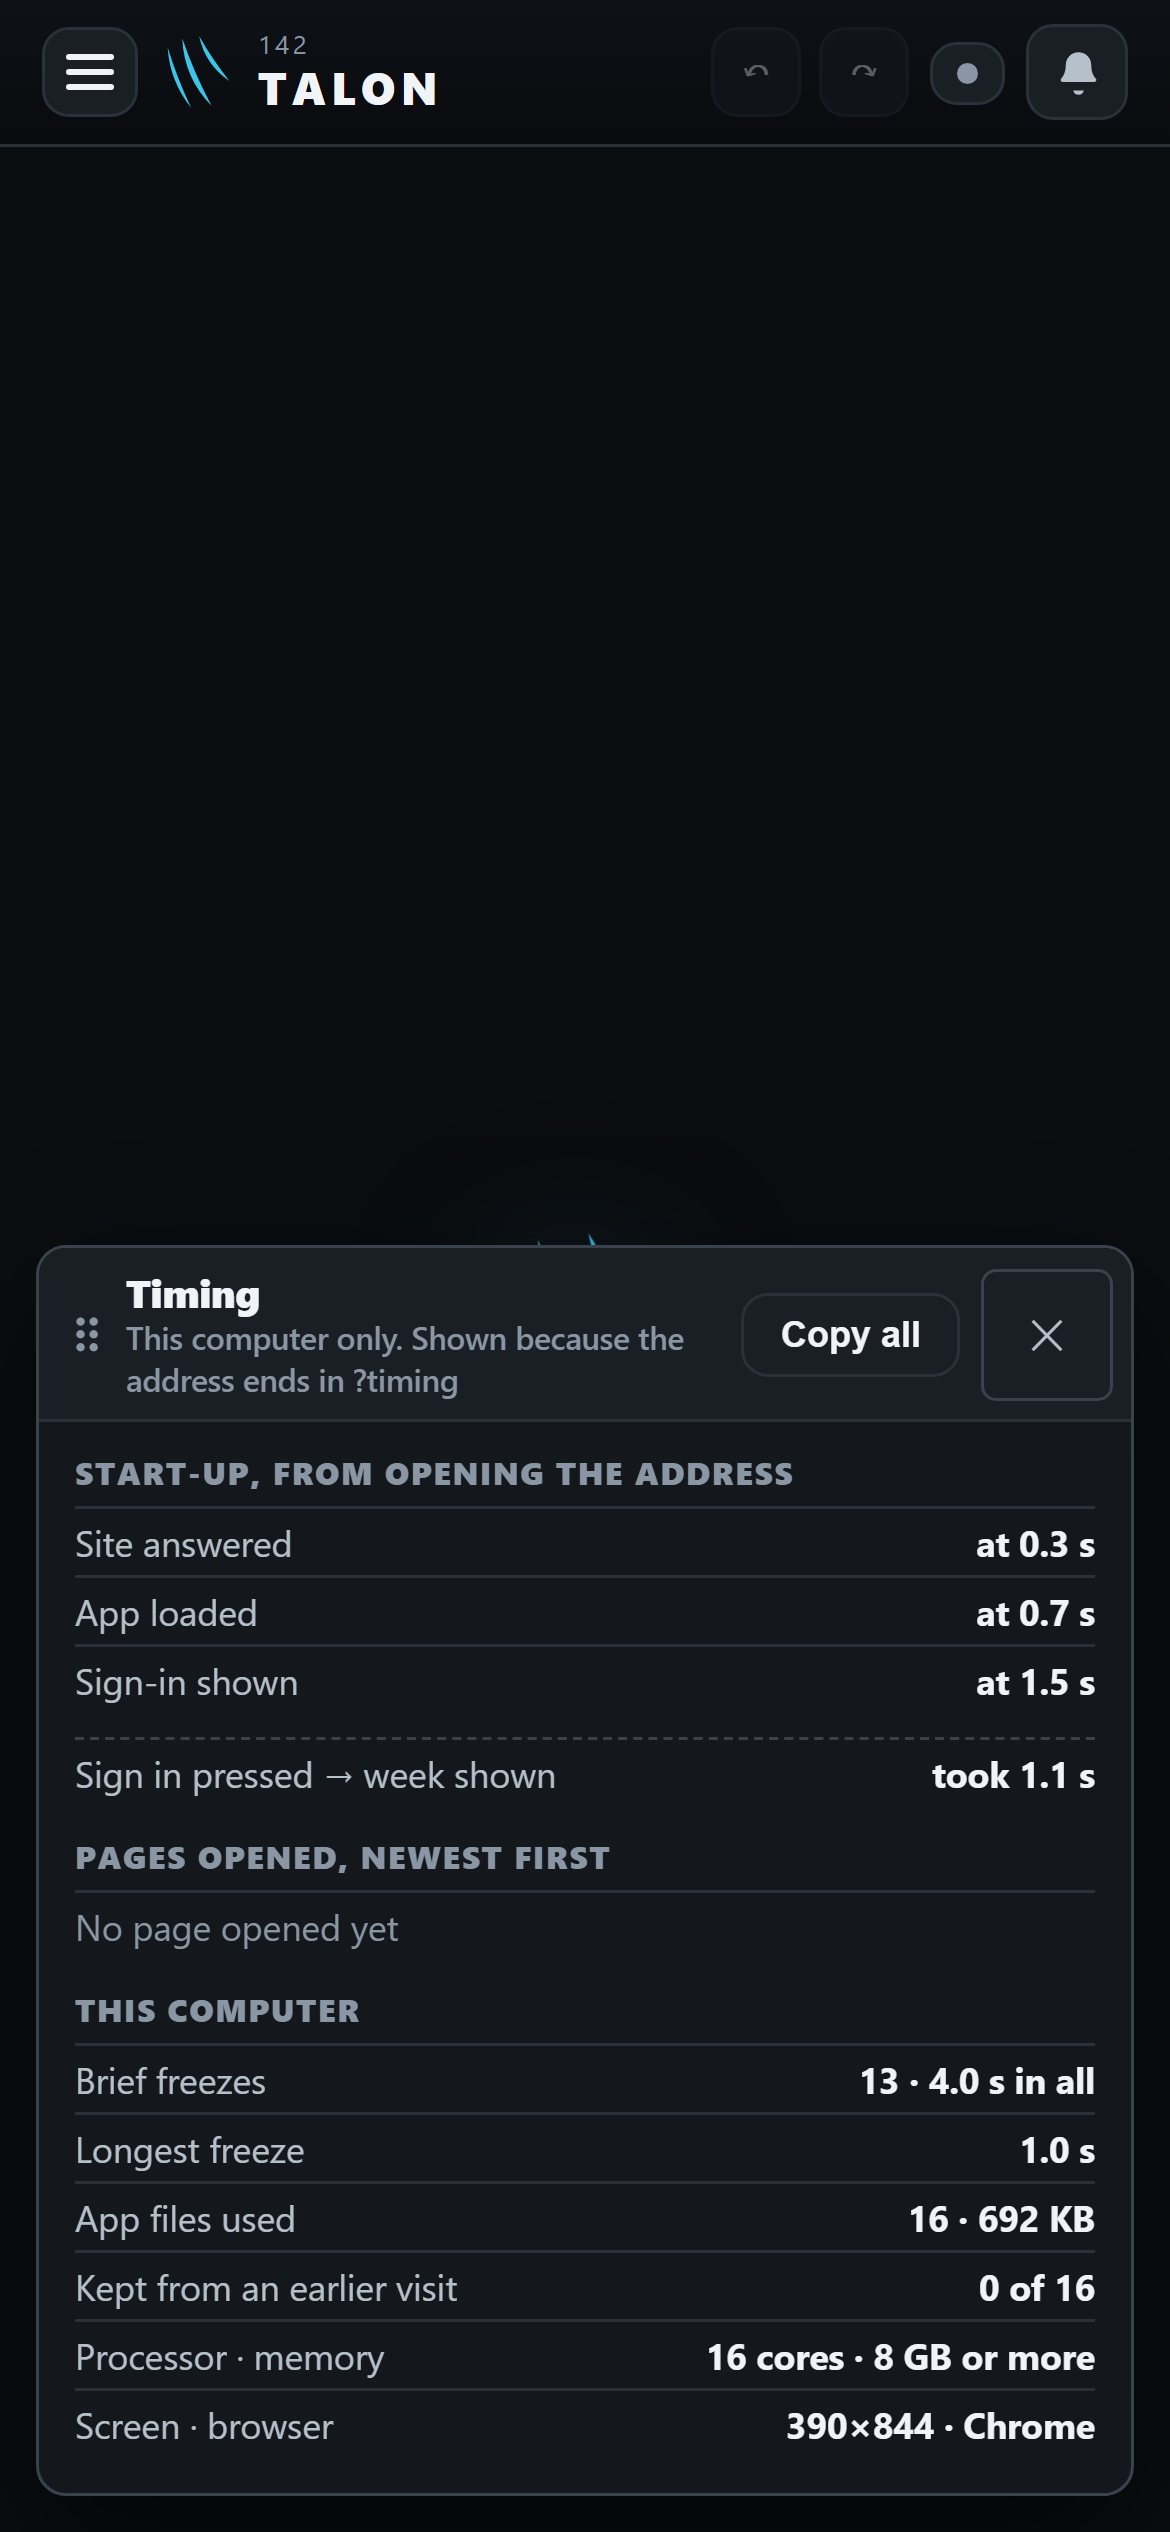 142
TALON
Timing
This computer only. Shown because the
address ends in ?timing
Copy all
START-UP, FROM OPENING THE ADDRESS
Site answered at 0.3 s
App loaded at 0.7 s
Sign-in shown at 1.5 s
Sign in pressed → week shown took 1.1 s
PAGES OPENED, NEWEST FIRST
No page opened yet
THIS COMPUTER
Brief freezes 13 · 4.0 s in all
Longest freeze 1.0 s
App files used 16 · 692 KB
Kept from an earlier visit 0 of 16
Processor · memory 16 cores · 8 GB or more
Screen · browser 390×844 · Chrome